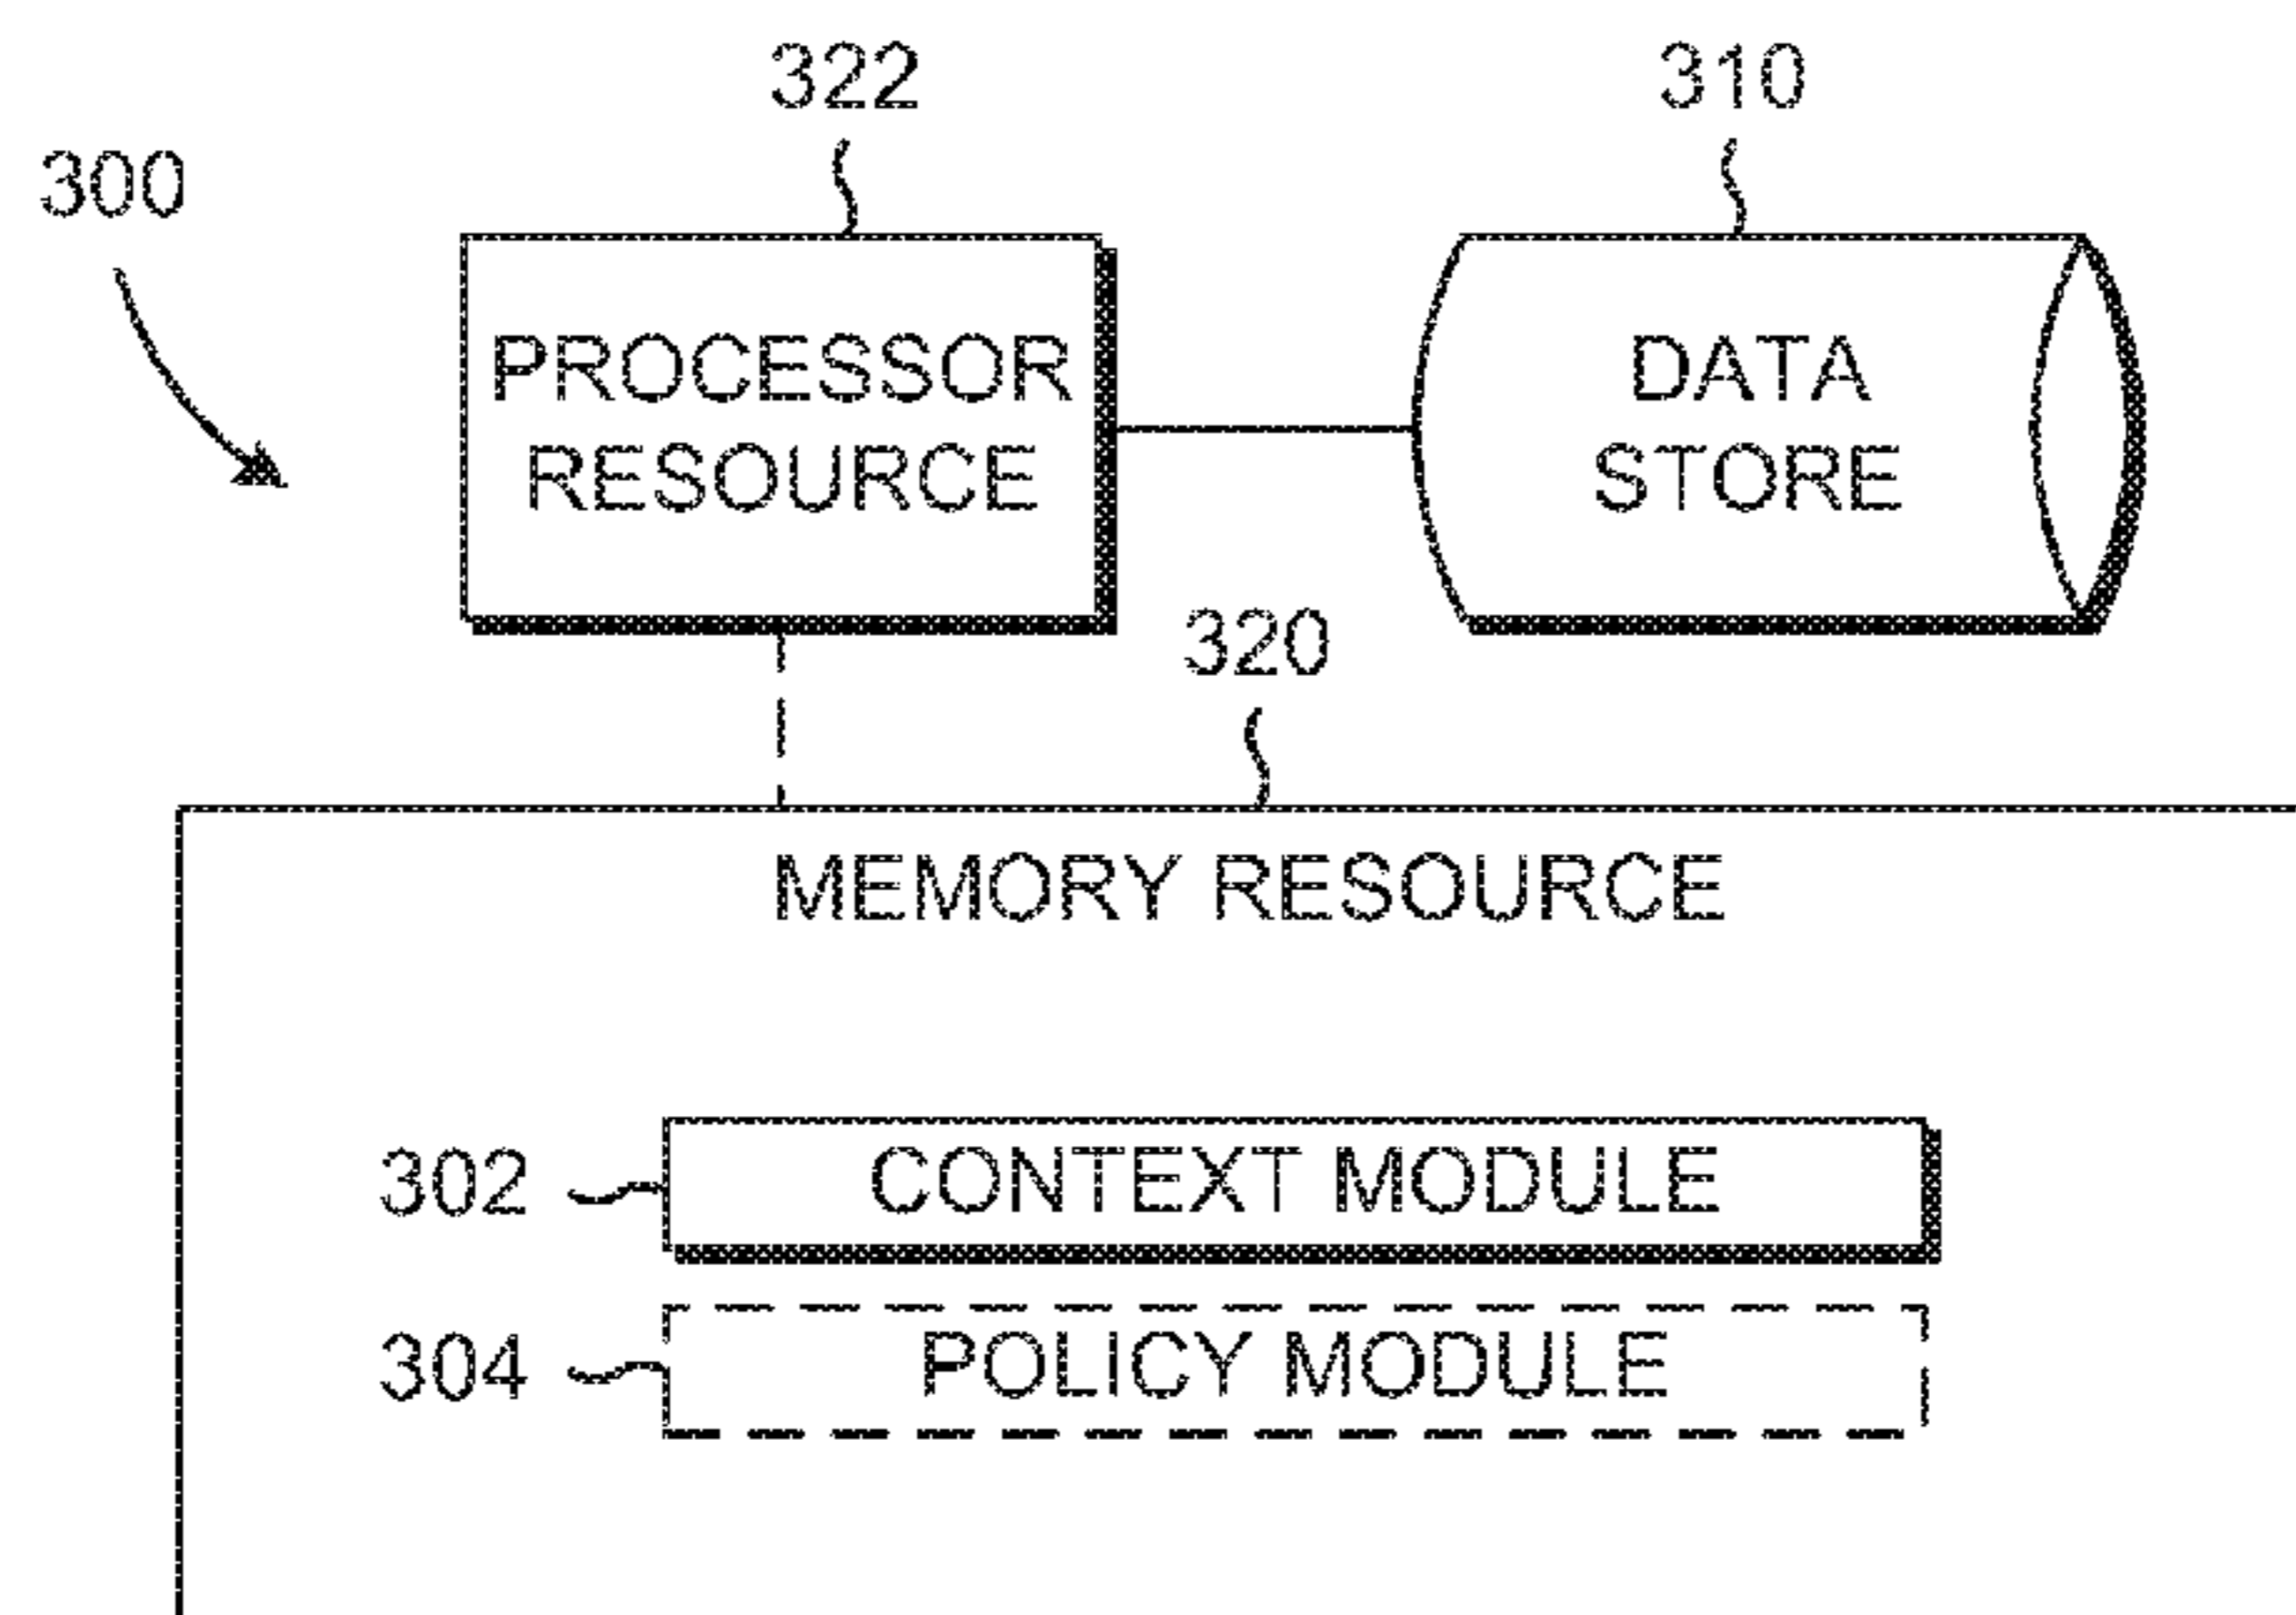 322
310
300
PROCESSOR
RESOURCE
DATA
STORE
320
MEMORY RESOURCE
302
CONTEXT MODULE
304
POLICY MODULE